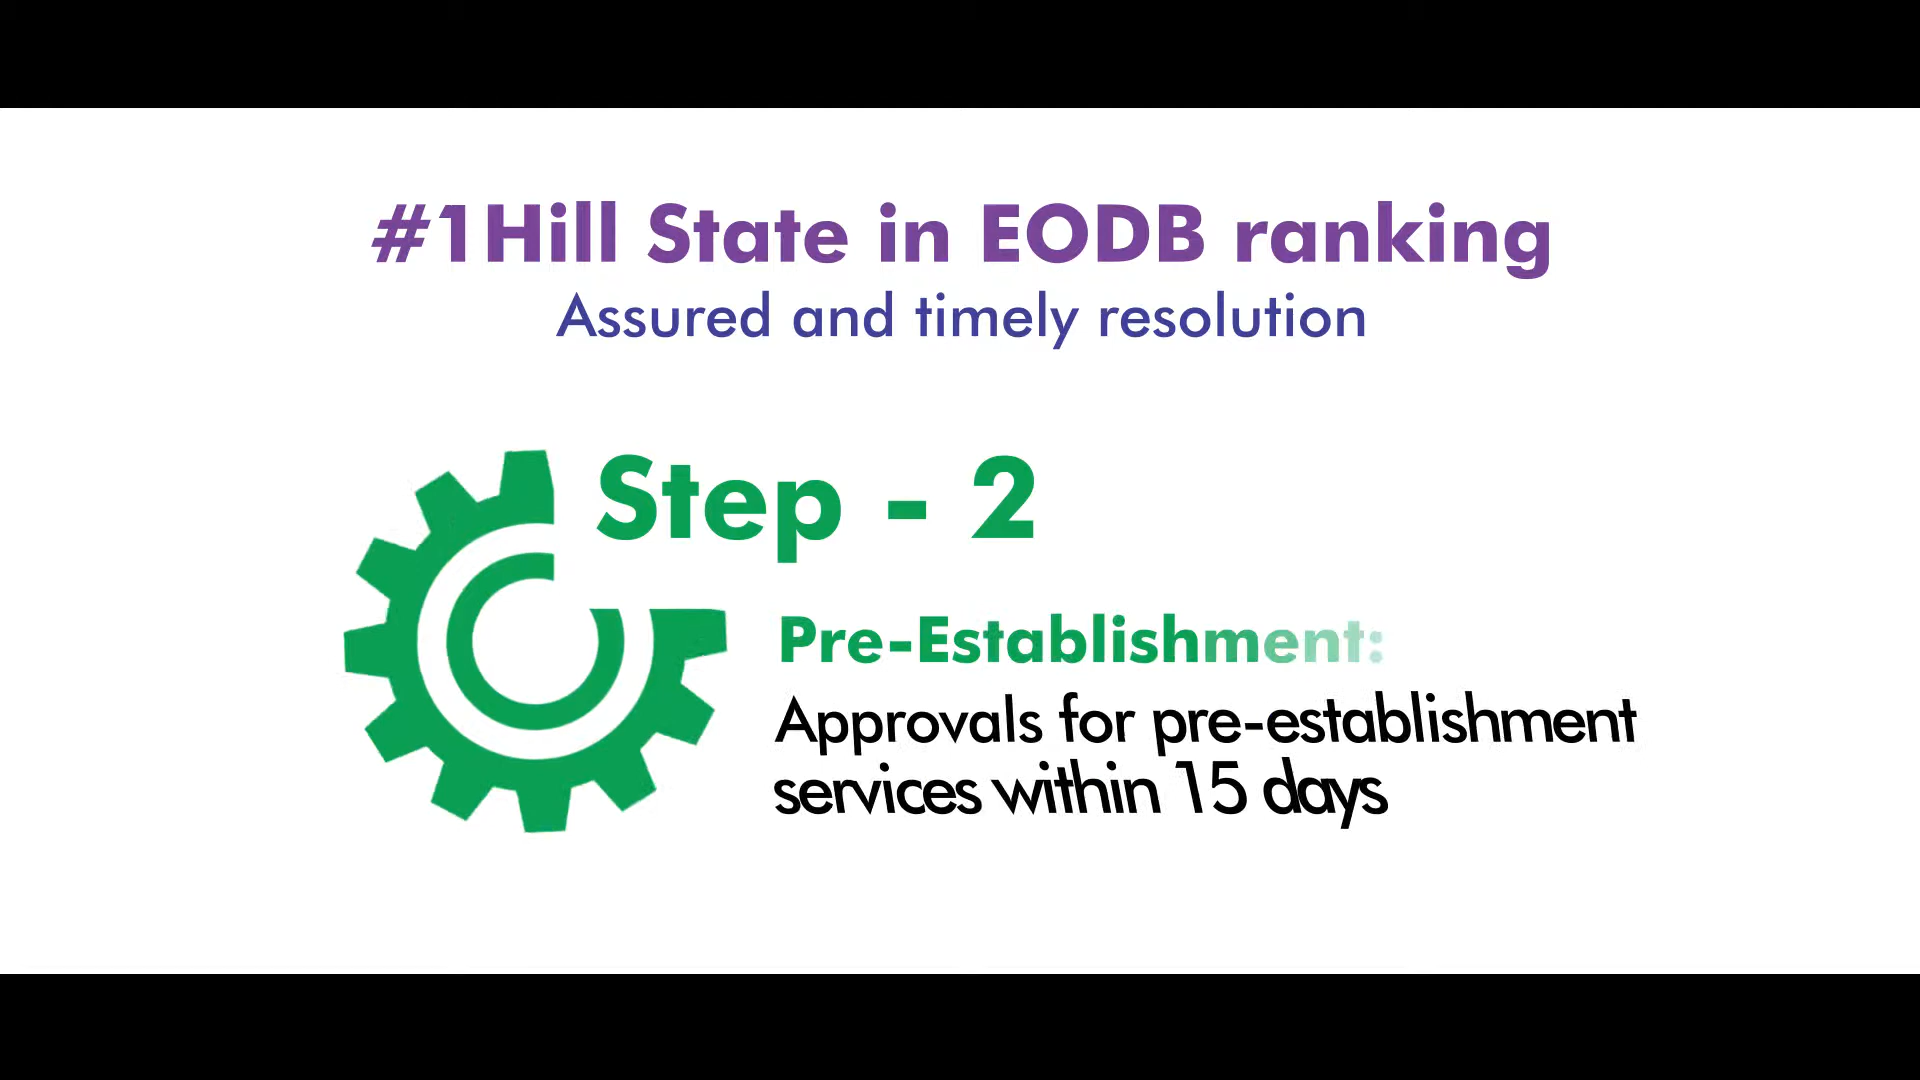 #1Hill State in EODB ranking
Assured and timely resolution
Step - 2
Pre-Establishment:
Approvals for pre-establishment
services within 15 days